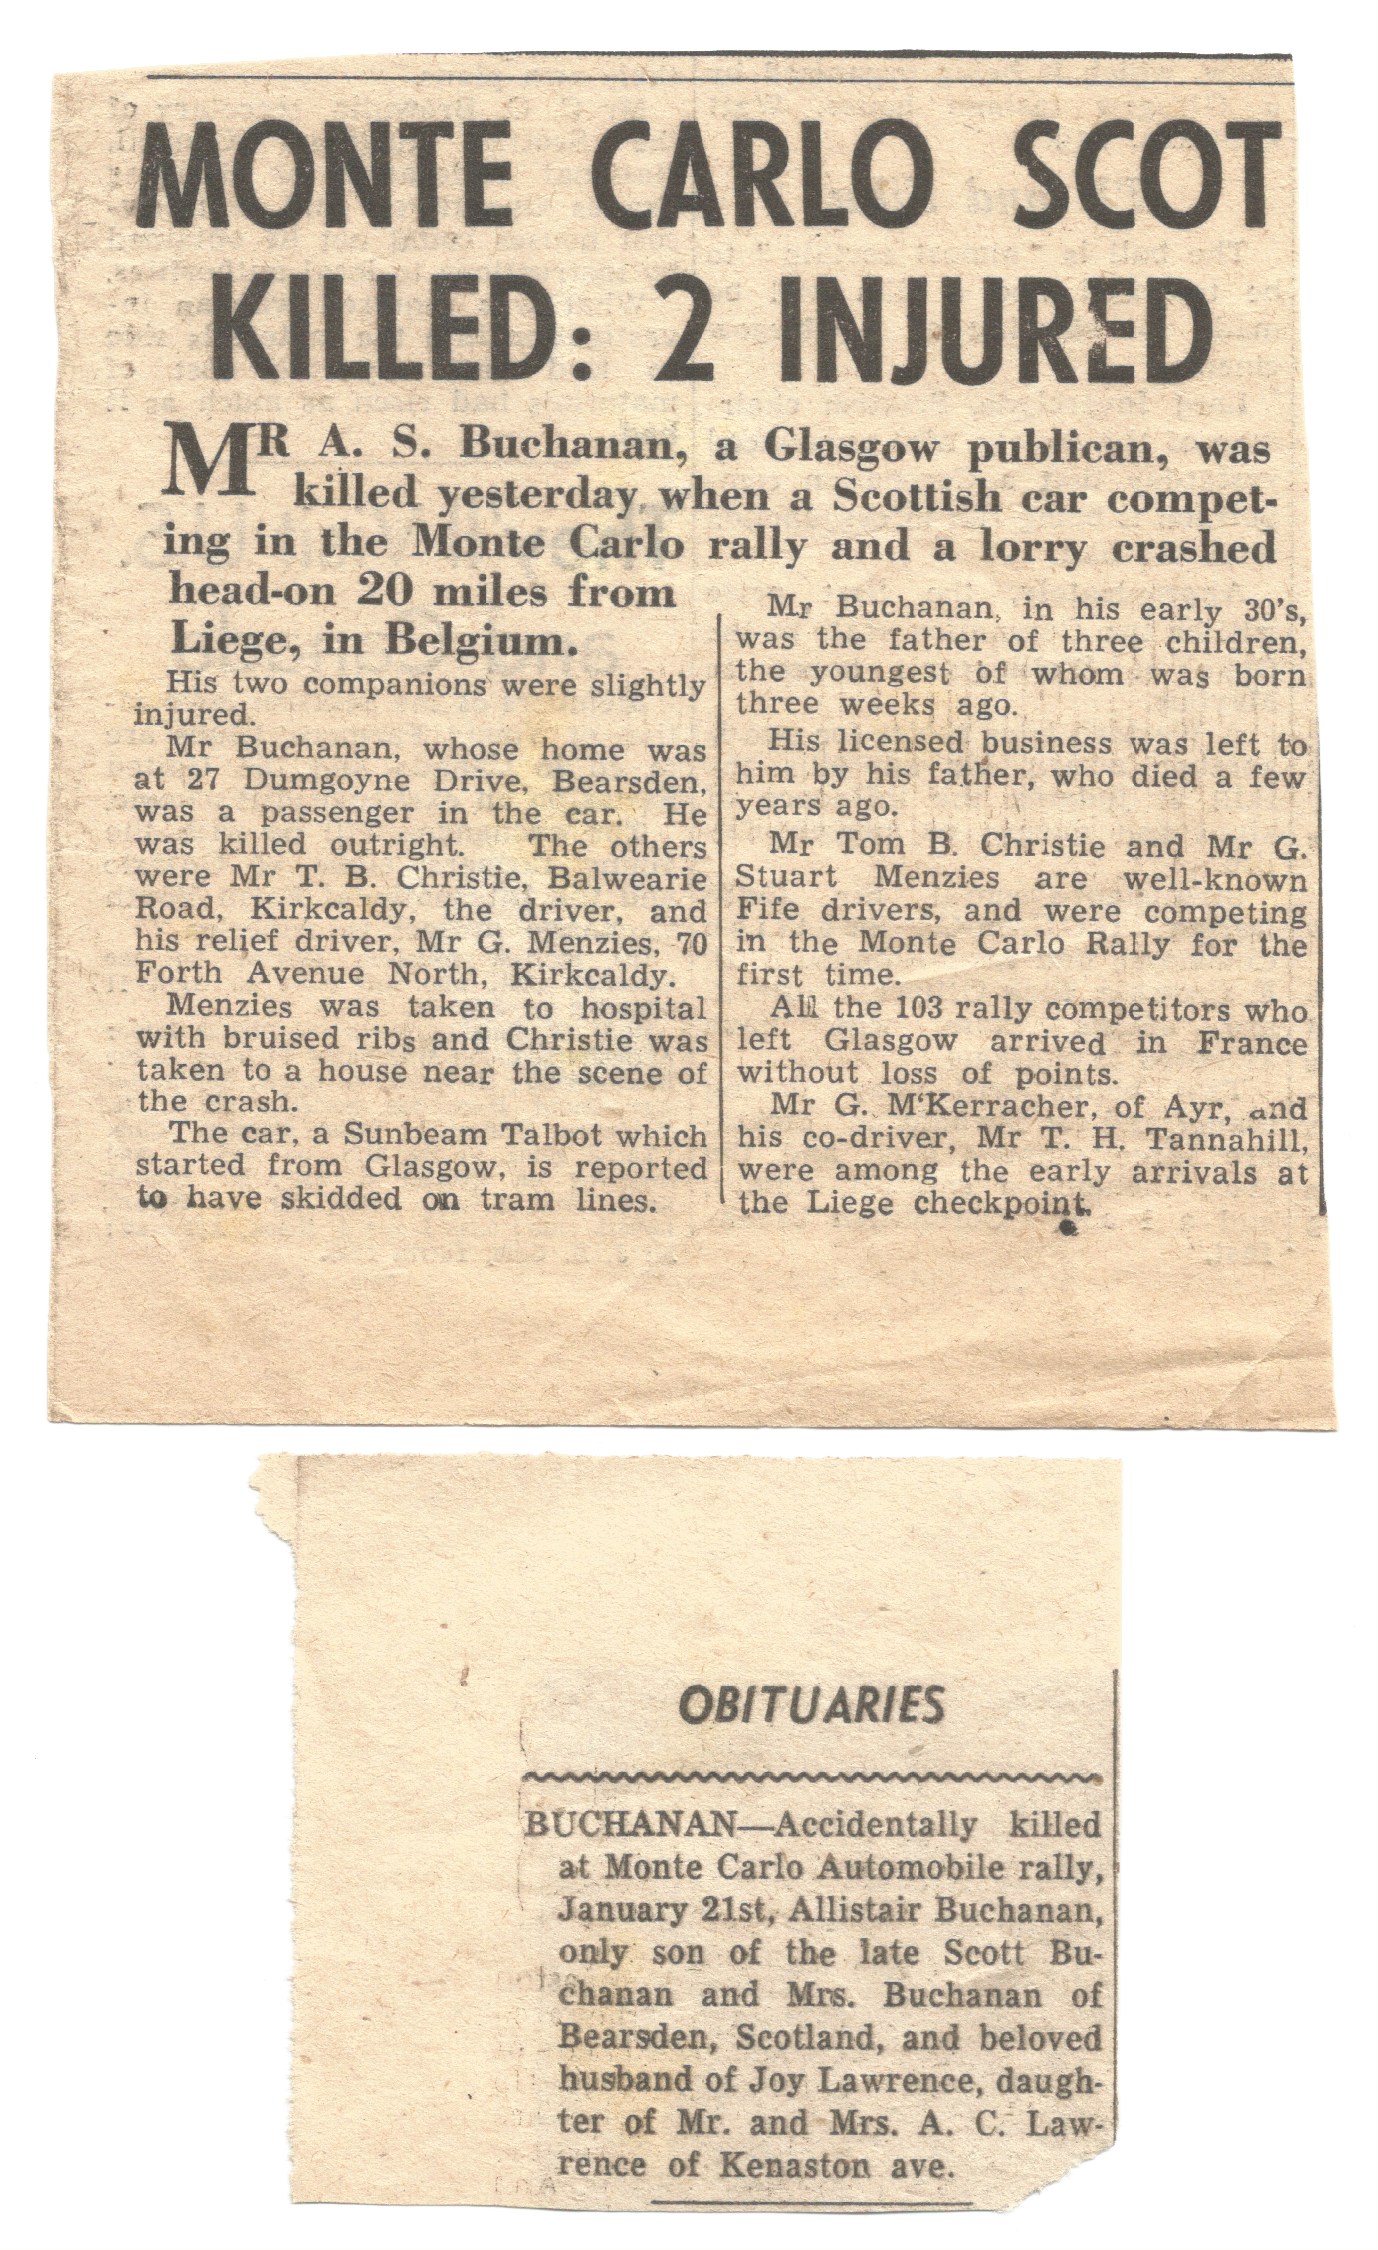 MONTE CARLO SCOT
KILLED: 2 INJURED
MR A. S. Buchanan, a Glasgow publican, was
killed yesterday when a Scottish car compet-
ing in the Monte Carlo rally and a lorry crashed
head-on 20 miles from
Liege, in Belgium.
His two companions were slightly
injured.
Mr Buchanan, whose home was
at 27 Dumgoyne Drive, Bearsden,
was a passenger in the car. He
was killed outright. The others
were Mr T. B. Christie, Balwearie
Road, Kirkcaldy, the driver, and
his relief driver, Mr G. Menzies, 70
Forth Avenue North, Kirkcaldy.
Menzies was taken to hospital
with bruised ribs and Christie was
taken to a house near the scene of
the crash.
The car, a Sunbeam Talbot which
started from Glasgow, is reported
to have skidded on tram lines.
Mr Buchanan, in his early 30's,
was the father of three children,
the youngest of whom was born
three weeks ago.
His licensed business was left to
him by his father, who died a few
years ago.
Mr Tom B. Christie and Mr G.
Stuart Menzies are well-known
Fife drivers, and were competing
in the Monte Carlo Rally for the
first time.
All the 103 rally competitors who
left Glasgow arrived in France
without loss of points.
Mr G. M'Kerracher, of Ayr, and
his co-driver, Mr T. H. Tannahill,
were among the early arrivals at
the Liege checkpoint.
OBITUARIES
BUCHANAN—Accidentally killed
at Monte Carlo Automobile rally,
January 21st, Allistair Buchanan,
only son of the late Scott Bu-
chanan and Mrs. Buchanan of
Bearsden, Scotland, and beloved
husband of Joy Lawrence, daugh-
ter of Mr. and Mrs. A. C. Law-
rence of Kenaston ave.